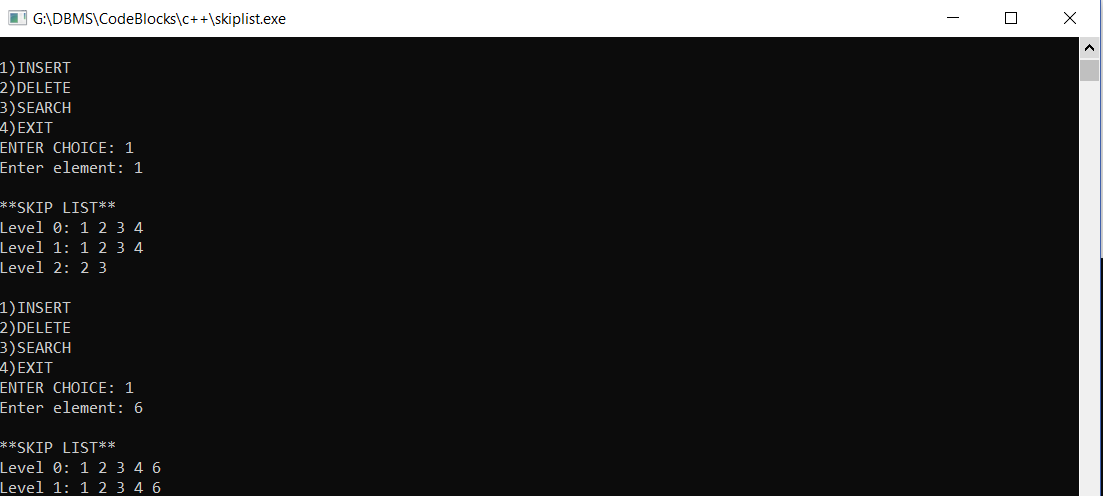 G:\DBMS\CodeBlocks\c++\skiplist.exe
1)INSERT
2)DELETE
3)SEARCH
4)EXIT
ENTER CHOICE: 1
Enter element: 1
**SKIP LIST**
Level 0: 1 2 3 4
Level 1: 1 2 3 4
Level 2: 2 3
1)INSERT
2)DELETE
3)SEARCH
4)EXIT
ENTER CHOICE: 1
Enter element: 6
**SKIP LIST**
Level 0: 1 2 3 4 6
Level 1: 1 2 3 4 6